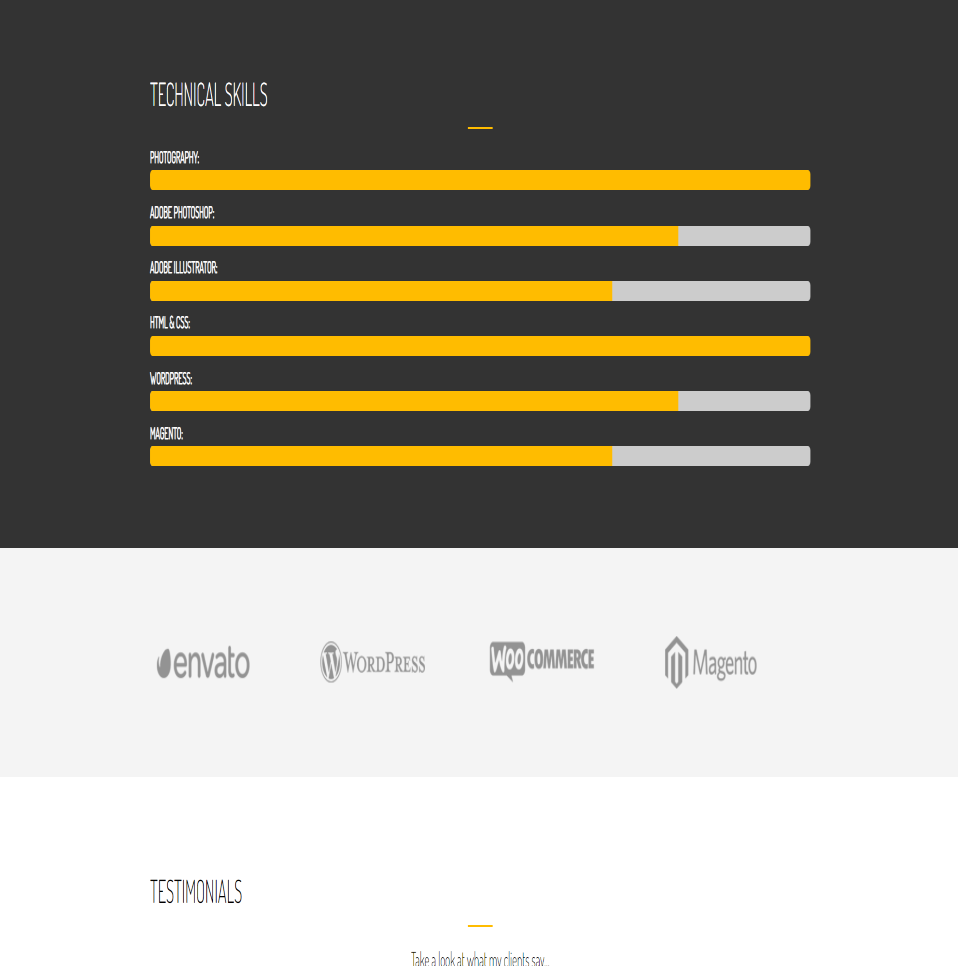 TECHNICAL SKILLS
PHOTOGRAPHY:
ADOBE PHOTOSHOP:
ADOBE ILLUSTRATOR:
HTML & CSS:
WORDPRESS:
MAGENTO:
envato WORDPRESS WOO COMMERCE Magento
TESTIMONIALS
Take a look at what my clients say...